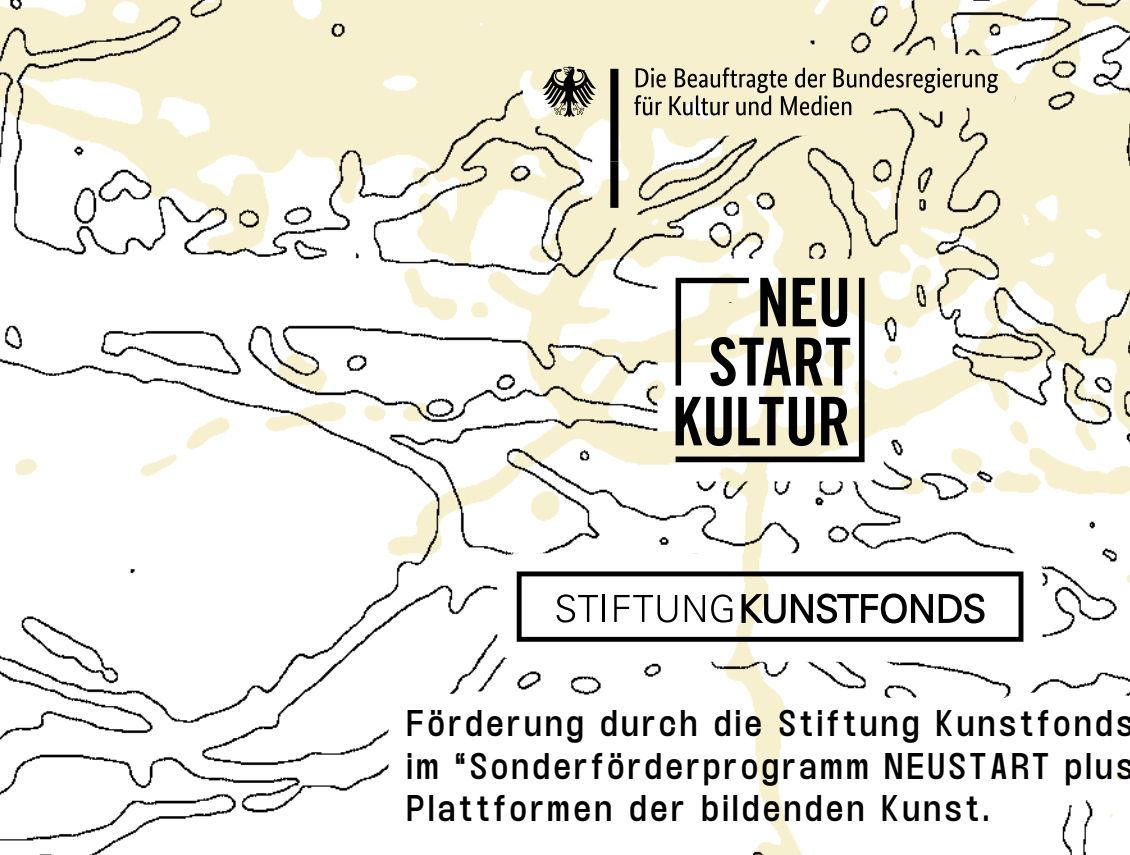 Die Beauftragte der Bundesregierung
für Kultur und Medien
NEU
START
KULTUR
STIFTUNGKUNSTFONDS
Förderung durch die Stiftung Kunstfonds
im “Sonderförderprogramm NEUSTART plus
Plattformen der bildenden Kunst.